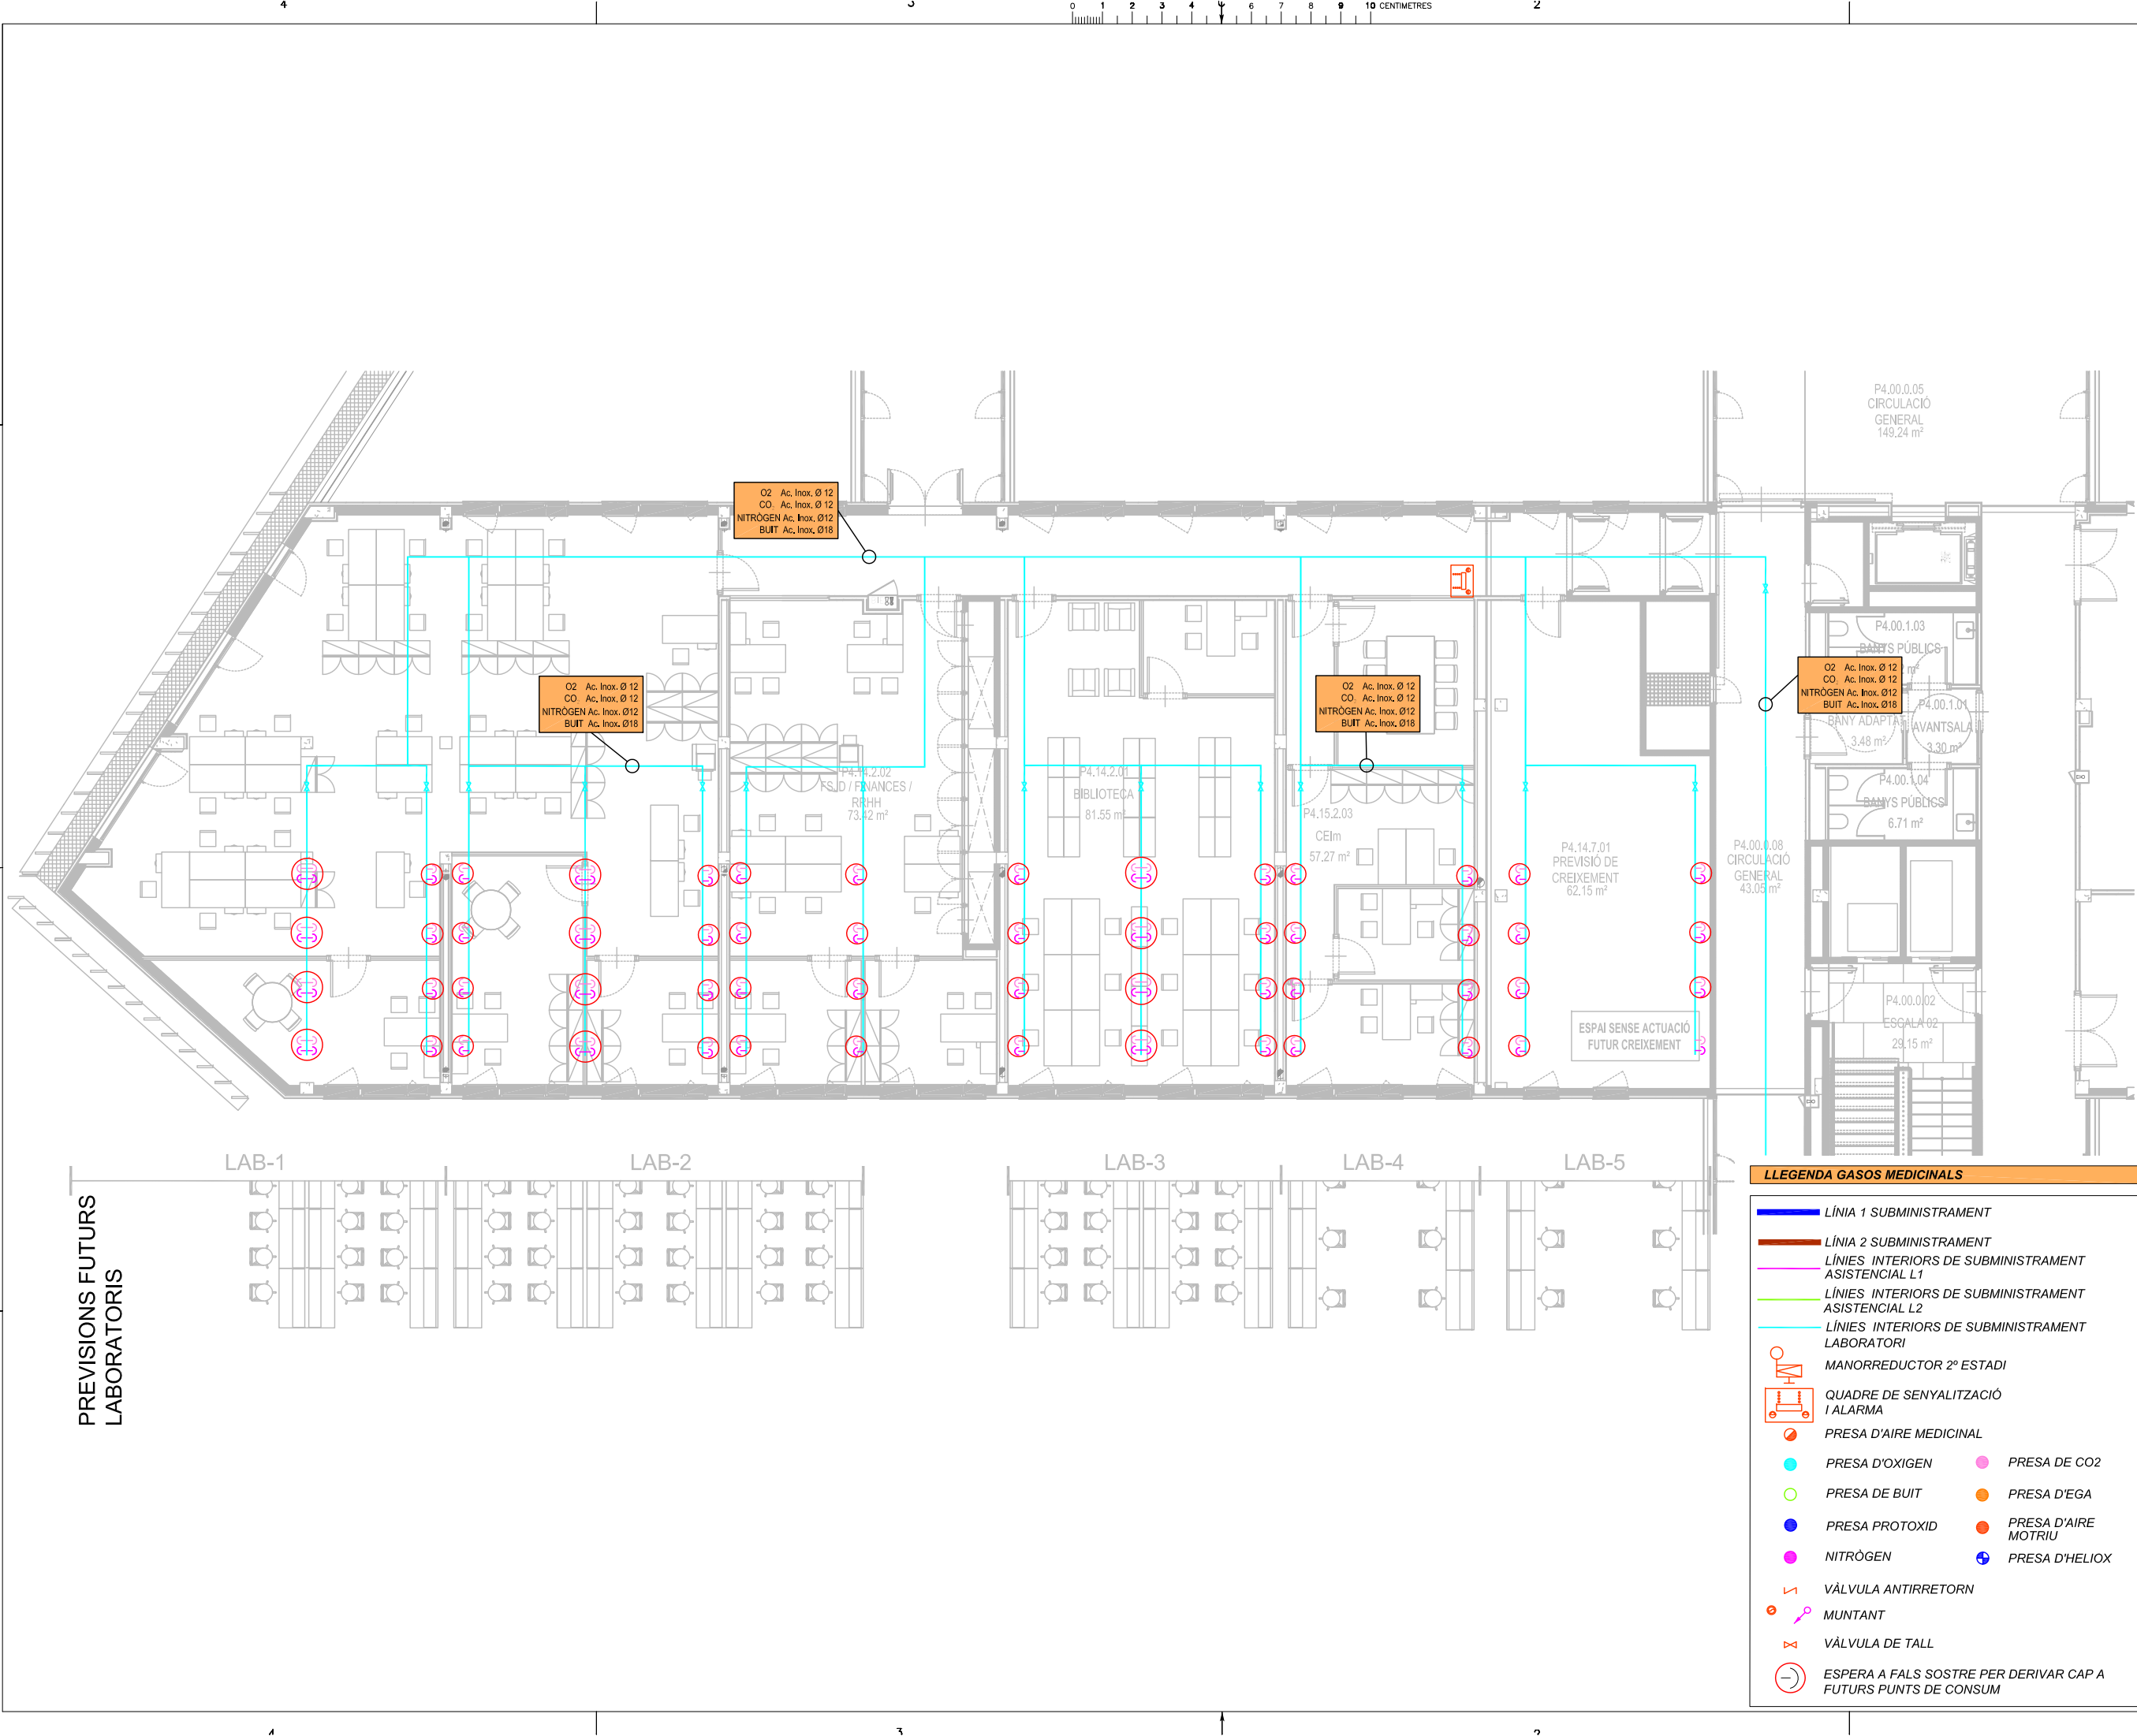 4
3
0 1 2 3 4 6 7 8 9 10 CENTIMETRES
2
P4.00.0.05
CIRCULACIÓ
GENERAL
149.24 m²
O2 Ac. Inox. Ø 12
CO2 Ac. Inox. Ø 12
NITRÒGEN Ac. Inox. Ø12
BUIT Ac. Inox. Ø18
O2 Ac. Inox. Ø 12
CO2 Ac. Inox. Ø 12
NITRÒGEN Ac. Inox. Ø12
BUIT Ac. Inox. Ø18
O2 Ac. Inox. Ø 12
CO2 Ac. Inox. Ø 12
NITRÒGEN Ac. Inox. Ø12
BUIT Ac. Inox. Ø18
O2 Ac. Inox. Ø 12
CO2 Ac. Inox. Ø 12
NITRÒGEN Ac. Inox. Ø12
BUIT Ac. Inox. Ø18
P4.00.1.03
BANYS PÚBLICS
m²
BANY ADAPTAT
3.48 m²
P4.00.1.01
AVANTSALA
3.30 m²
P4.00.1.04
BANYS PÚBLICS
6.71 m²
P4.14.2.02
FSJD / FINANCES /
RRHH
73.42 m²
P4.14.2.01
BIBLIOTECA
81.55 m²
P4.15.2.03
CEIm
57.27 m²
P4.14.7.01
PREVISIÓ DE
CREIXEMENT
62.15 m²
P4.00.0.08
CIRCULACIÓ
GENERAL
43.05 m²
P4.00.0.02
ESCALA 02
29.15 m²
ESPAI SENSE ACTUACIÓ
FUTUR CREIXEMENT
LAB-1
LAB-2
LAB-3
LAB-4
LAB-5
PREVISIONS FUTURS
LABORATORIS
LLEGENDA GASOS MEDICINALS
LÍNIA 1 SUBMINISTRAMENT
LÍNIA 2 SUBMINISTRAMENT
LÍNIES INTERIORS DE SUBMINISTRAMENT
ASISTENCIAL L1
LÍNIES INTERIORS DE SUBMINISTRAMENT
ASISTENCIAL L2
LÍNIES INTERIORS DE SUBMINISTRAMENT
LABORATORI
MANORREDUCTOR 2º ESTADI
QUADRE DE SENYALITZACIÓ
I ALARMA
PRESA D'AIRE MEDICINAL
PRESA D'OXIGEN
PRESA DE CO2
PRESA DE BUIT
PRESA D'EGA
PRESA PROTOXID
PRESA D'AIRE
MOTRIU
NITRÒGEN
PRESA D'HELIOX
VÀLVULA ANTIRRETORN
MUNTANT
VÀLVULA DE TALL
ESPERA A FALS SOSTRE PER DERIVAR CAP A
FUTURS PUNTS DE CONSUM
4
3
2